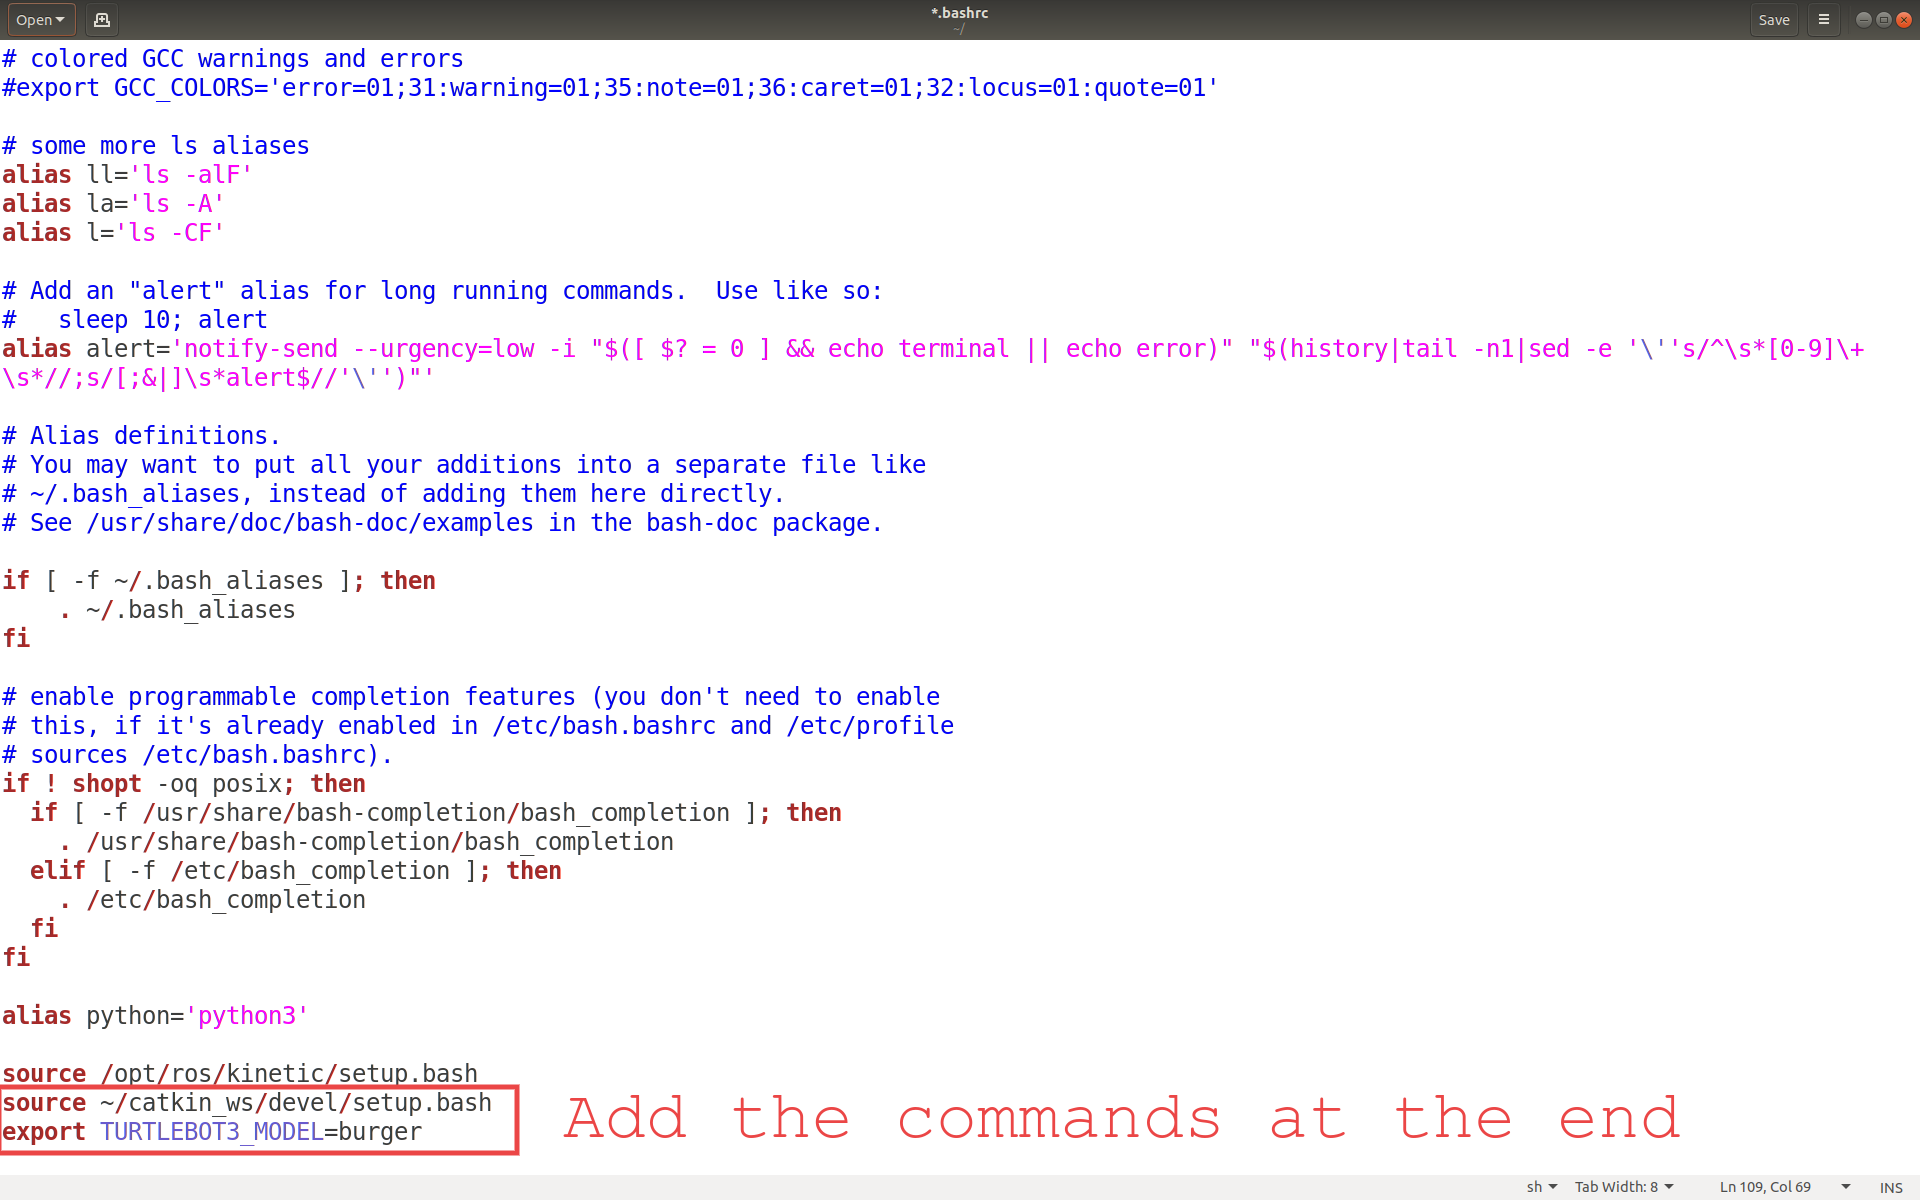 Open
*.bashrc
~/
Save
# colored GCC warnings and errors
#export GCC_COLORS='error=01;31:warning=01;35:note=01;36:caret=01;32:locus=01:quote=01'
# some more ls aliases
alias ll='ls -alF'
alias la='ls -A'
alias l='ls -CF'
# Add an "alert" alias for long running commands.  Use like so:
#   sleep 10; alert
alias alert='notify-send --urgency=low -i "$([ $? = 0 ] && echo terminal || echo error)" "$(history|tail -n1|sed -e '\''s/^\s*[0-9]\+
\s*//;s/[;&|]\s*alert$//'\'')"'
# Alias definitions.
# You may want to put all your additions into a separate file like
# ~/.bash_aliases, instead of adding them here directly.
# See /usr/share/doc/bash-doc/examples in the bash-doc package.
if [ -f ~/.bash_aliases ]; then
    . ~/.bash_aliases
fi
# enable programmable completion features (you don't need to enable
# this, if it's already enabled in /etc/bash.bashrc and /etc/profile
# sources /etc/bash.bashrc).
if ! shopt -oq posix; then
  if [ -f /usr/share/bash-completion/bash_completion ]; then
    . /usr/share/bash-completion/bash_completion
  elif [ -f /etc/bash_completion ]; then
    . /etc/bash_completion
  fi
fi
alias python='python3'
source /opt/ros/kinetic/setup.bash
source ~/catkin_ws/devel/setup.bash
export TURTLEBOT3_MODEL=burger
Add the commands at the end
sh
Tab Width: 8
Ln 109, Col 69
INS